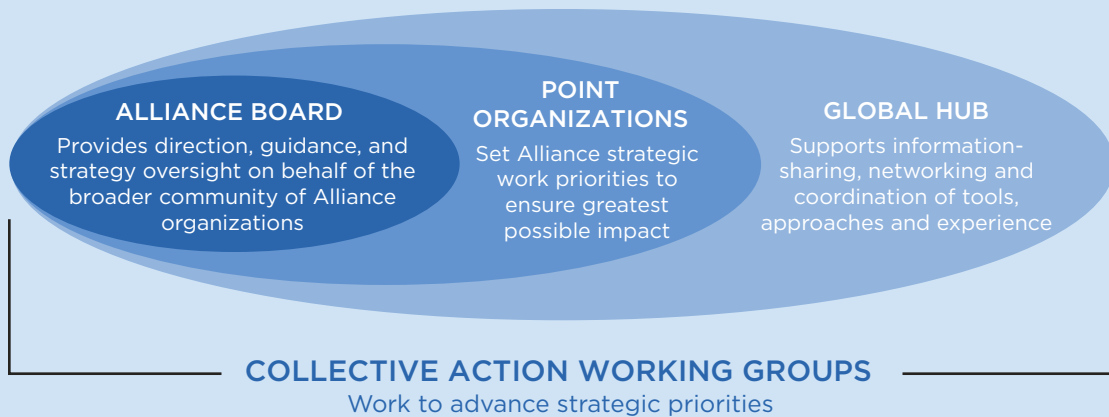 ALLIANCE BOARD
Provides direction, guidance, and
strategy oversight on behalf of the
broader community of Alliance
organizations
POINT
ORGANIZATIONS
Set Alliance strategic
work priorities to
ensure greatest
possible impact
GLOBAL HUB
Supports information-
sharing, networking and
coordination of tools,
approaches and experience
COLLECTIVE ACTION WORKING GROUPS
Work to advance strategic priorities